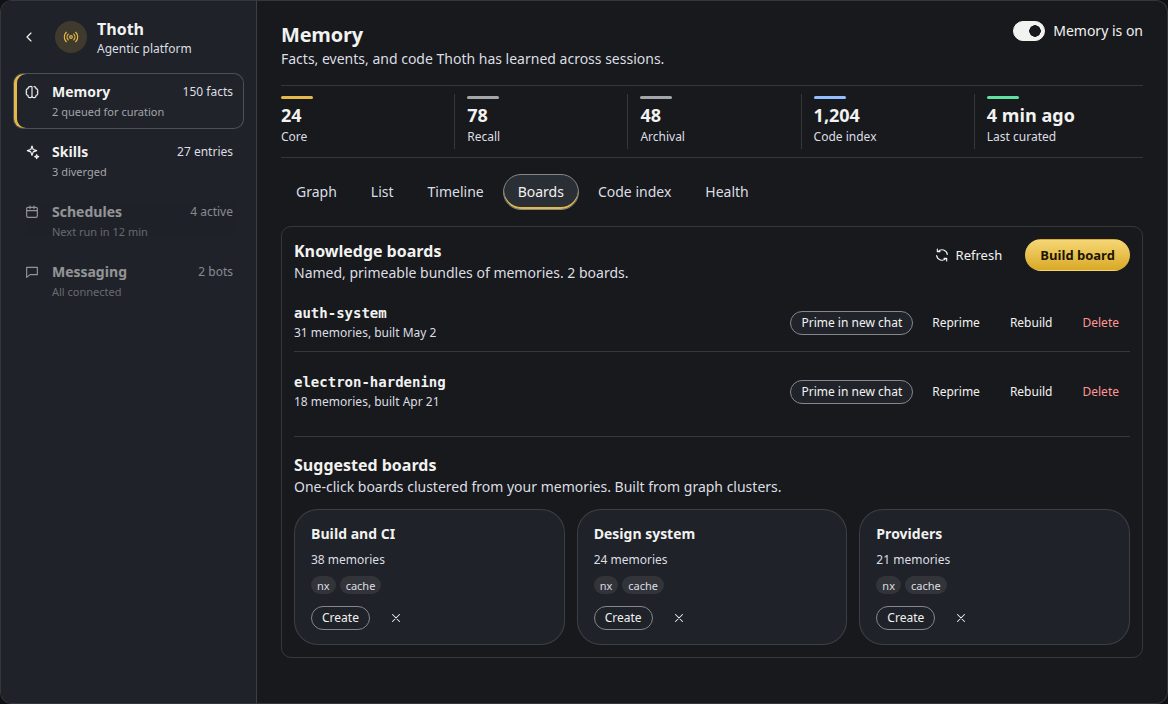 Thoth
Agentic platform
Memory 150 facts
2 queued for curation
Skills 27 entries
3 diverged
Schedules 4 active
Next run in 12 min
Messaging 2 bots
All connected
Memory
Facts, events, and code Thoth has learned across sessions.
Memory is on
24
Core
78
Recall
48
Archival
1,204
Code index
4 min ago
Last curated
Graph List Timeline Boards Code index Health
Knowledge boards
Named, primeable bundles of memories. 2 boards.
Refresh Build board
auth-system
31 memories, built May 2
Prime in new chat Reprime Rebuild Delete
electron-hardening
18 memories, built Apr 21
Prime in new chat Reprime Rebuild Delete
Suggested boards
One-click boards clustered from your memories. Built from graph clusters.
Build and CI
38 memories
nx cache
Create
Design system
24 memories
nx cache
Create
Providers
21 memories
nx cache
Create